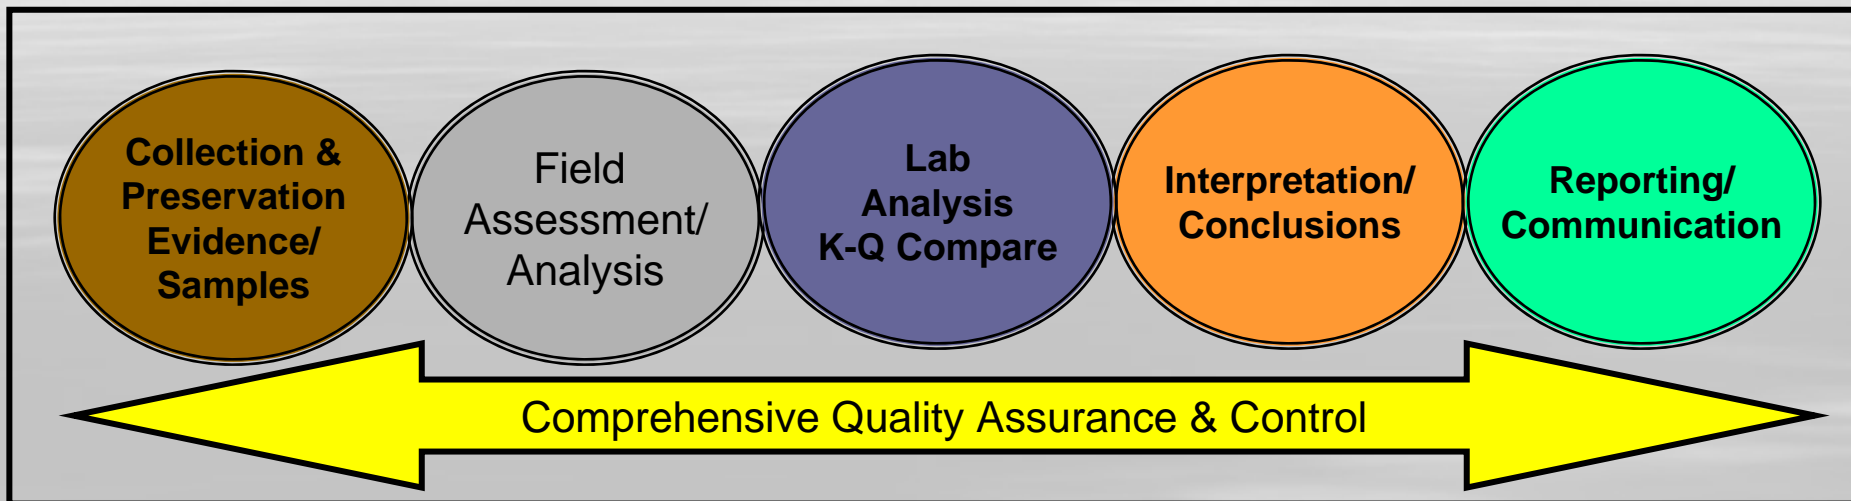 Collection &
Preservation
Evidence/
Samples
Field
Assessment/
Analysis
Lab
Analysis
K-Q Compare
Interpretation/
Conclusions
Reporting/
Communication
Comprehensive Quality Assurance & Control